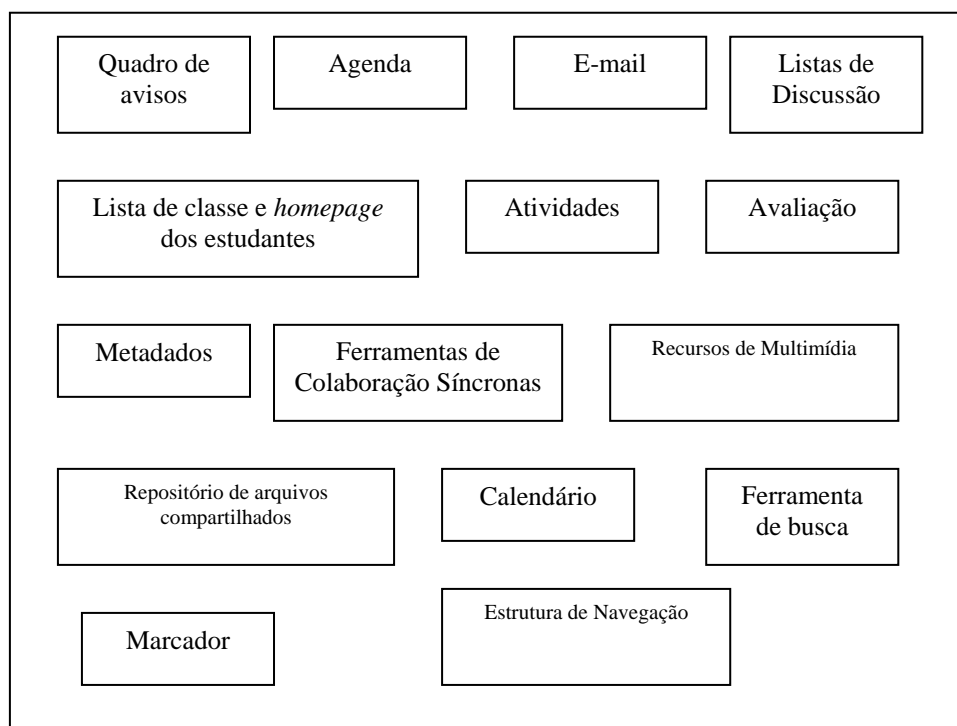 Quadro de
avisos
Agenda
E-mail
Listas de
Discussão
Lista de classe e homepage
dos estudantes
Atividades
Avaliação
Metadados
Ferramentas de
Colaboração Síncronas
Recursos de Multimídia
Repositório de arquivos
compartilhados
Calendário
Ferramenta
de busca
Marcador
Estrutura de Navegação